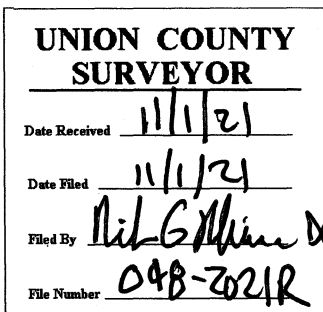 UNION COUNTY
SURVEYOR
Date Received 11/1/21
Date Filed 11/1/21
Filed By
File Number 048-2021R